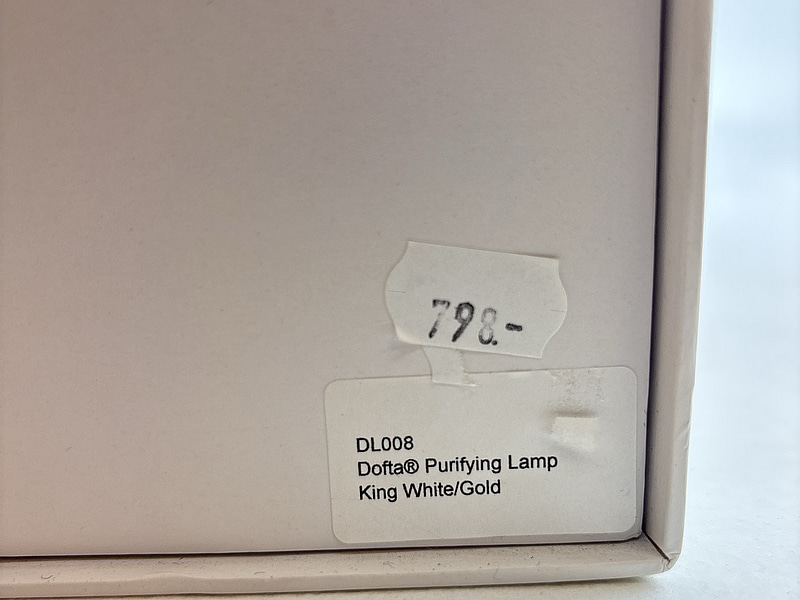 798.-
DL008
Dofta® Purifying Lamp
King White/Gold